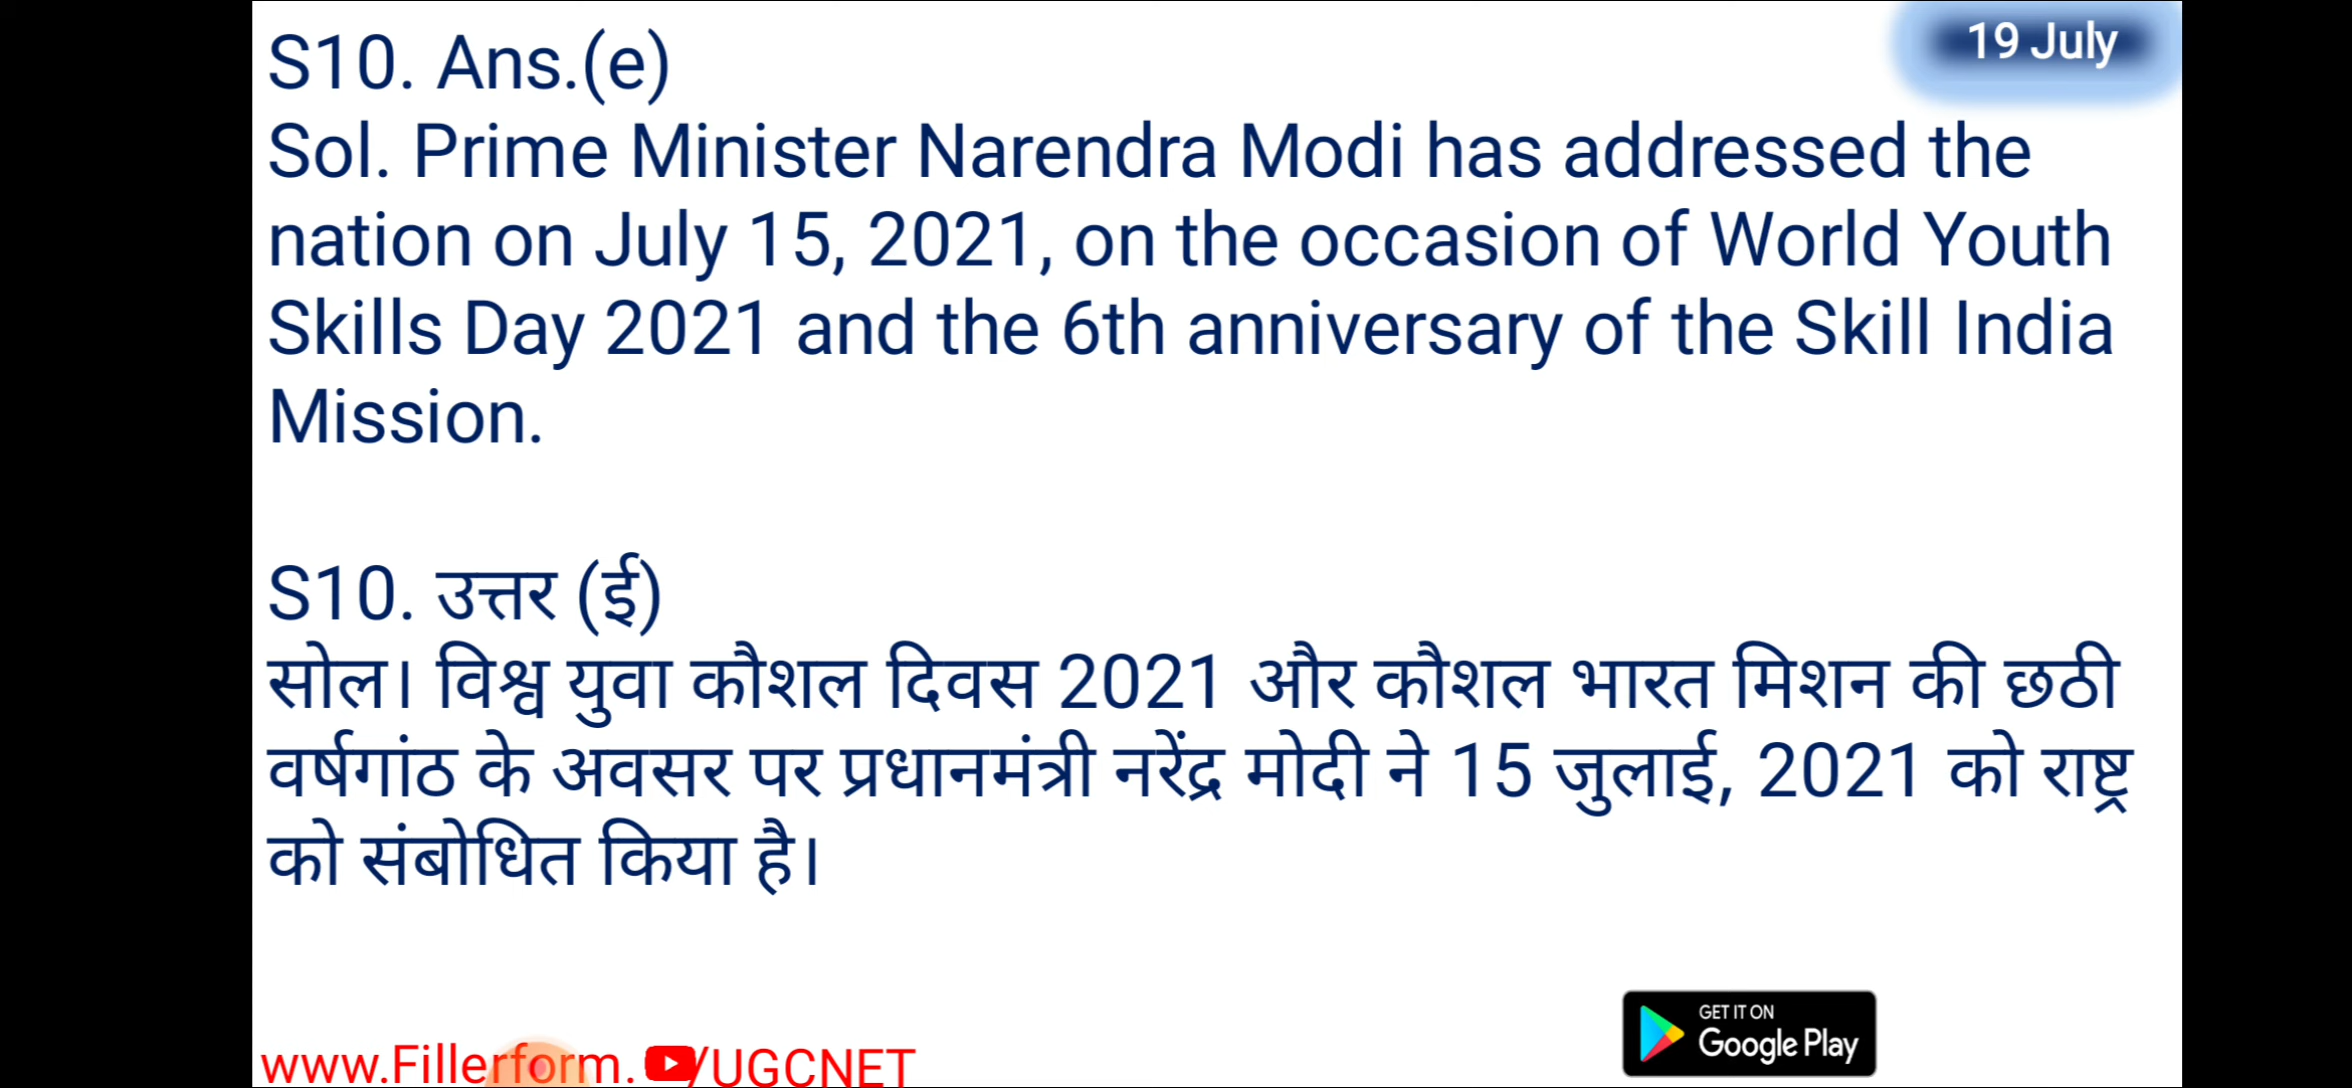 19 July
S10. Ans.(e)
Sol. Prime Minister Narendra Modi has addressed the
nation on July 15, 2021, on the occasion of World Youth
Skills Day 2021 and the 6th anniversary of the Skill India
Mission.
S10. उत्तर (ई)
सोल। विश्व युवा कौशल दिवस 2021 और कौशल भारत मिशन की छठी
वर्षगांठ के अवसर पर प्रधानमंत्री नरेंद्र मोदी ने 15 जुलाई, 2021 को राष्ट्र
को संबोधित किया है।
GET IT ON
Google Play
www.Fillerform. /UGCNET